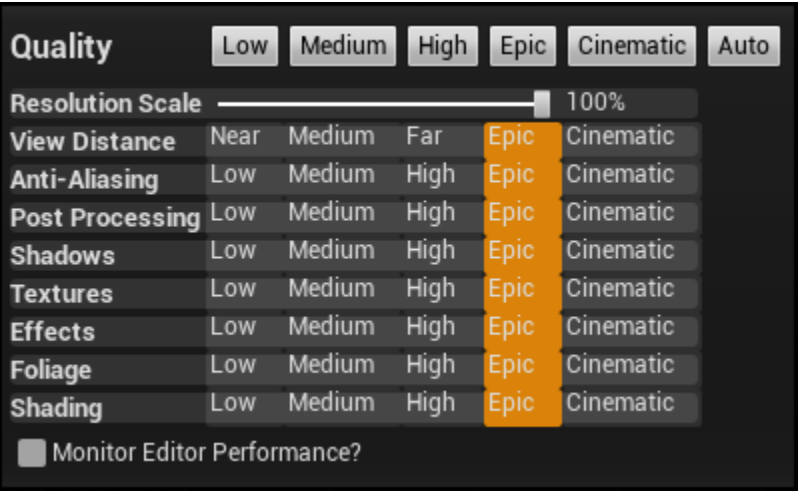 Quality Low Medium High Epic Cinematic Auto
Resolution Scale 100%
View Distance Near Medium Far Epic Cinematic
Anti-Aliasing Low Medium High Epic Cinematic
Post Processing Low Medium High Epic Cinematic
Shadows Low Medium High Epic Cinematic
Textures Low Medium High Epic Cinematic
Effects Low Medium High Epic Cinematic
Foliage Low Medium High Epic Cinematic
Shading Low Medium High Epic Cinematic
Monitor Editor Performance?